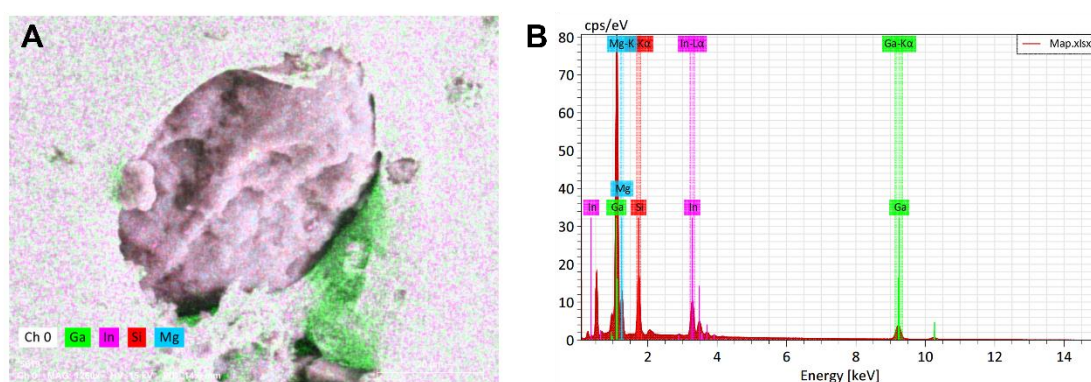 A
Ch 0 Ga In Si Mg
B
cps/eV
80
70
60
50
40
30
20
10
0
Mg-K Kα In-Lα Ga-Kα
Map.xlsx
Mg
In Ga Si In Ga
2 4 6 8 10 12 14
Energy [keV]